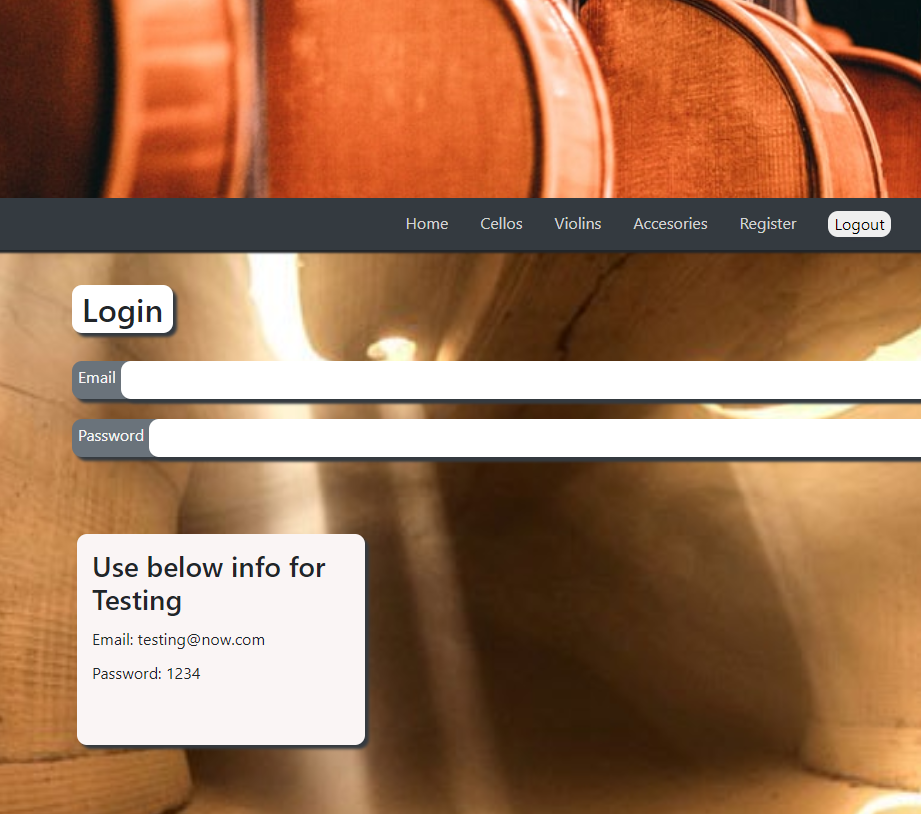 Home Cellos Violins Accesories Register Logout
Login
Email
Password
Use below info for
Testing
Email: testing@now.com
Password: 1234